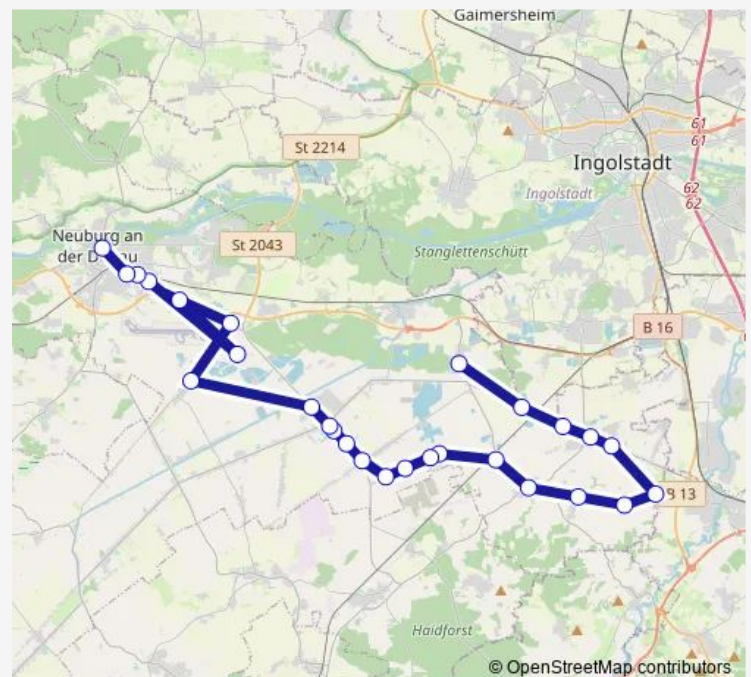 Gaimersheim
61
61
St 2214
Ingolstadt
Ingolstadt
62
62
Neuburg an
der D
au
St 2043
Stanglettenschütt
B 16
B 13
Haidforst
© OpenStreetMap contributors